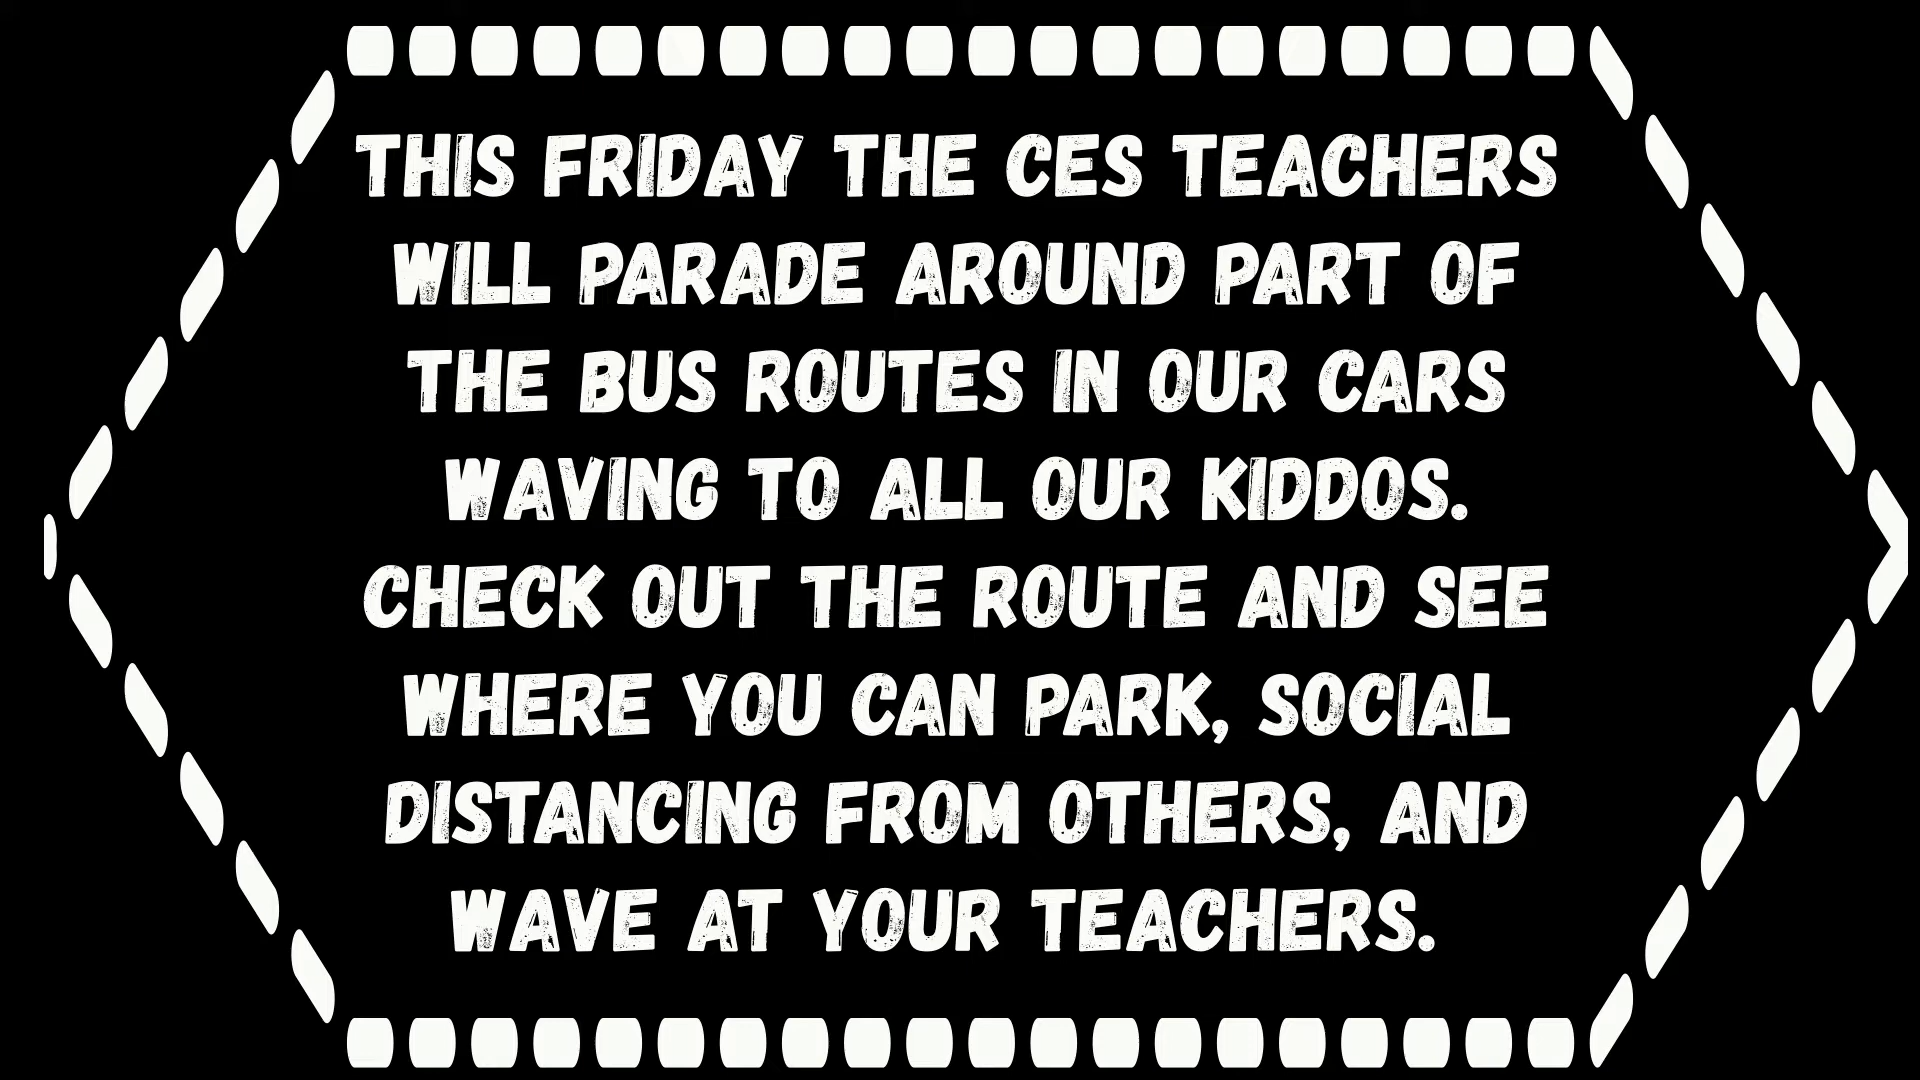 THIS FRIDAY THE CES TEACHERS
WILL PARADE AROUND PART OF
THE BUS ROUTES IN OUR CARS
WAVING TO ALL OUR KIDDOS.
CHECK OUT THE ROUTE AND SEE
WHERE YOU CAN PARK, SOCIAL
DISTANCING FROM OTHERS, AND
WAVE AT YOUR TEACHERS.